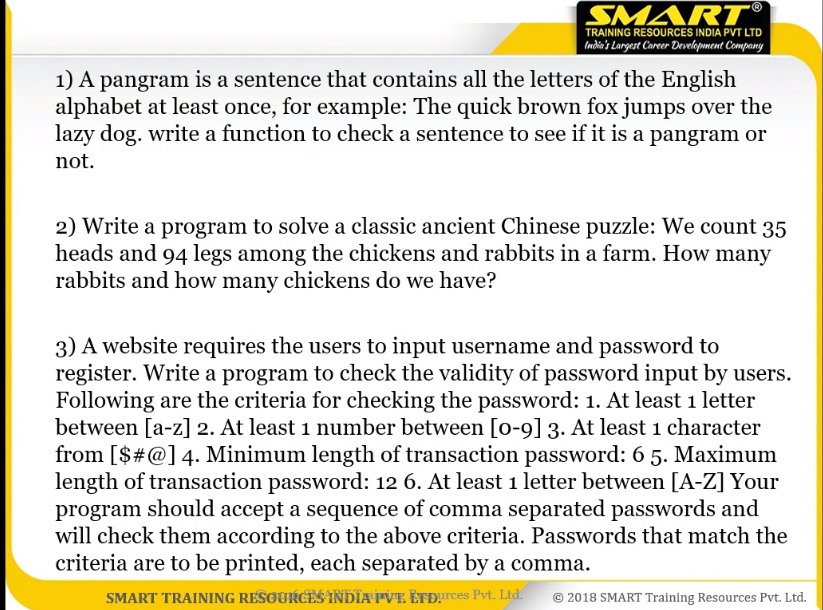 SMART®
TRAINING RESOURCES INDIA PVT LTD
India's Largest Career Development Company
1) A pangram is a sentence that contains all the letters of the English
alphabet at least once, for example: The quick brown fox jumps over the
lazy dog. write a function to check a sentence to see if it is a pangram or
not.
2) Write a program to solve a classic ancient Chinese puzzle: We count 35
heads and 94 legs among the chickens and rabbits in a farm. How many
rabbits and how many chickens do we have?
3) A website requires the users to input username and password to
register. Write a program to check the validity of password input by users.
Following are the criteria for checking the password: 1. At least 1 letter
between [a-z] 2. At least 1 number between [0-9] 3. At least 1 character
from [$#@] 4. Minimum length of transaction password: 6 5. Maximum
length of transaction password: 12 6. At least 1 letter between [A-Z] Your
program should accept a sequence of comma separated passwords and
will check them according to the above criteria. Passwords that match the
criteria are to be printed, each separated by a comma.
SMART TRAINING RESOURCES INDIA PVT. LTD.
SMART Training Resources Pvt. Ltd.
© 2018 SMART Training Resources Pvt. Ltd.